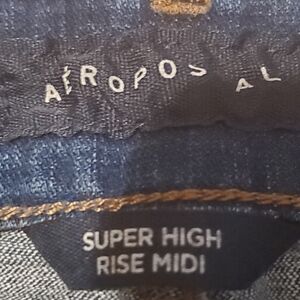 AÉROPOS AL
SUPER HIGH
RISE MIDI